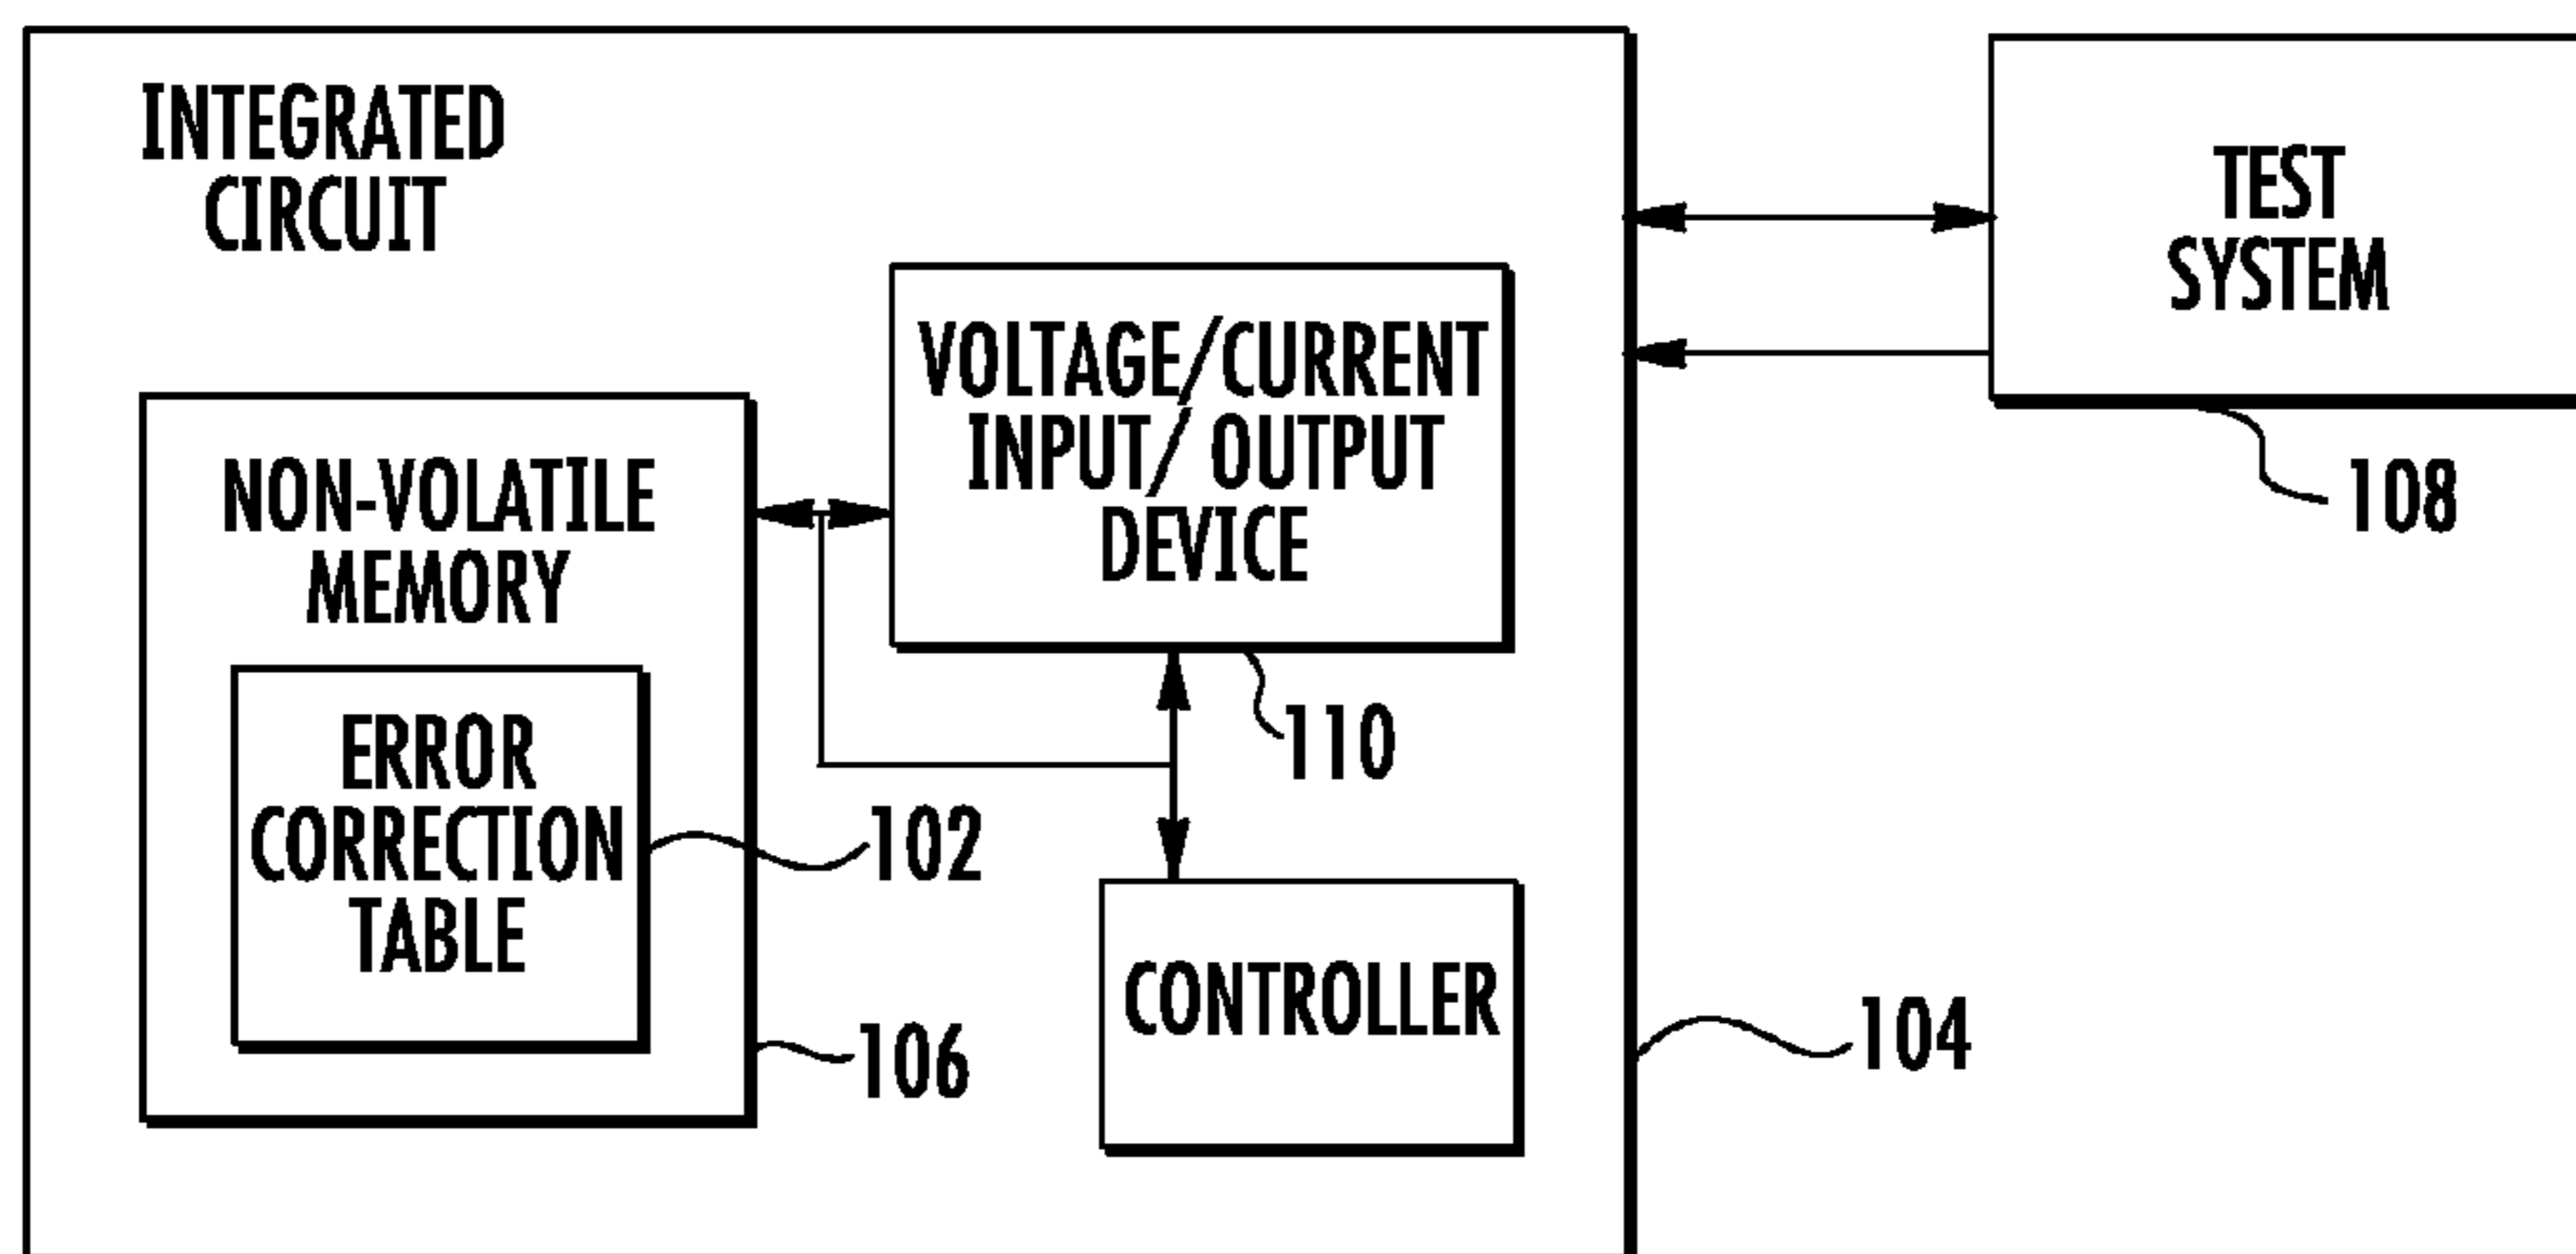 INTEGRATED
CIRCUIT
TEST
SYSTEM
108
VOLTAGE/CURRENT
INPUT/ OUTPUT
DEVICE
110
NON-VOLATILE
MEMORY
ERROR
CORRECTION
TABLE
102
106
CONTROLLER
104